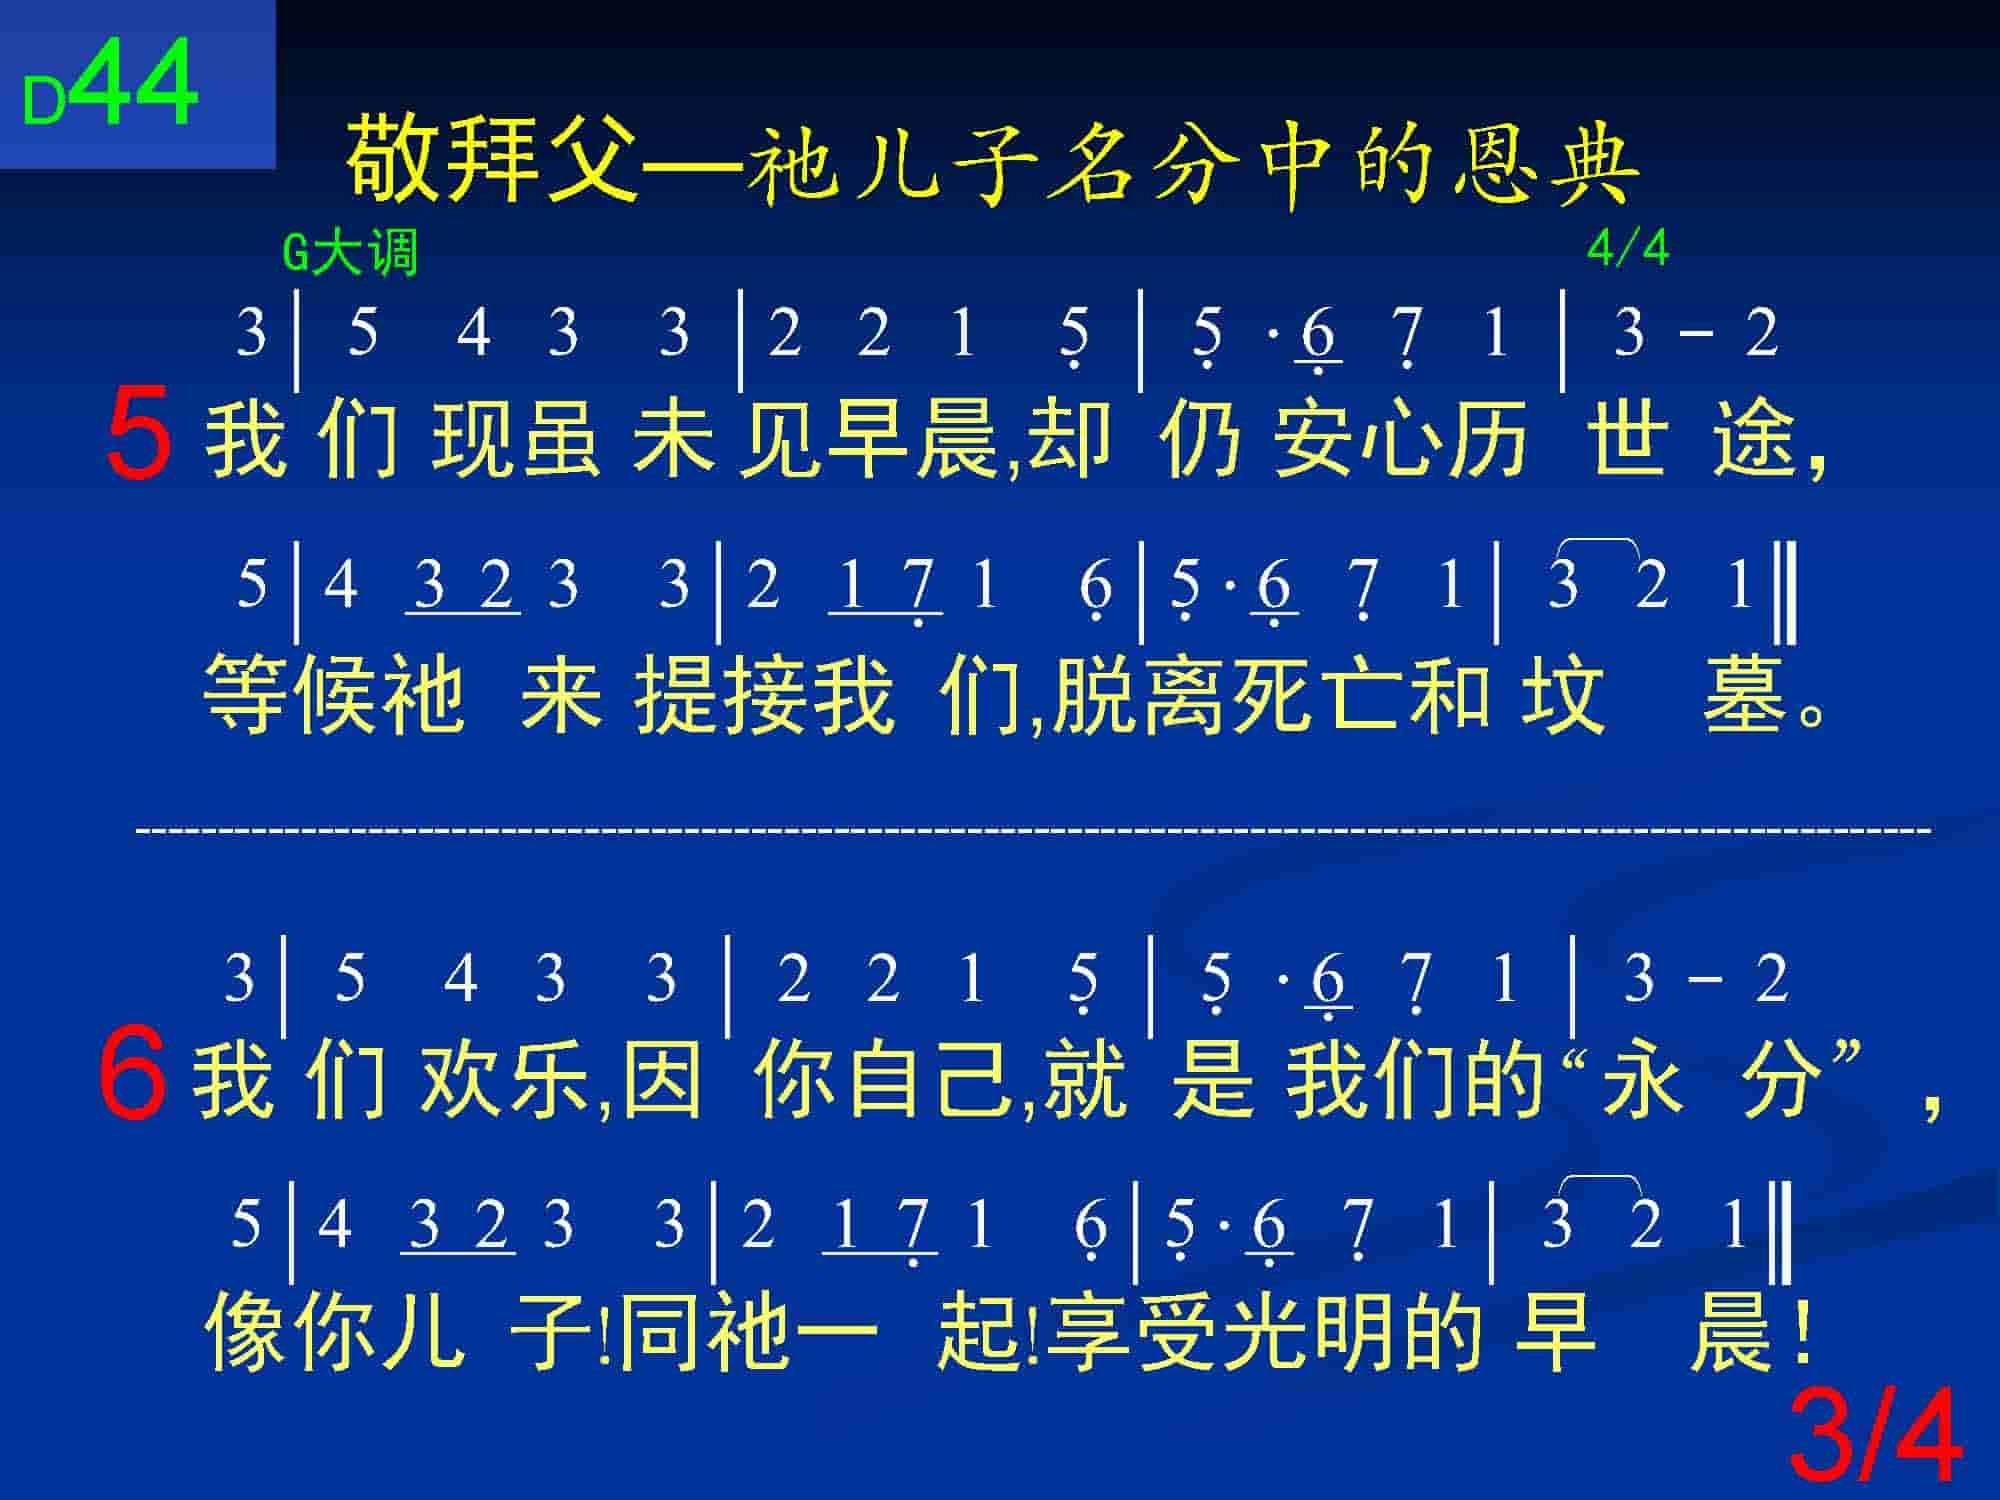 D44
敬拜父—祂儿子名分中的恩典
G大调 4/4
3 | 5 4 3 3 | 2 2 1 5̣ | 5̣ · 6̣ 7̣ 1 | 3 - 2
5 我们现虽未见早晨,却仍安心历世途，
5 | 4 3 2 3 3 | 2 1 7̣ 1 6̣ | 5̣ · 6̣ 7̣ 1 | 3 2 1 ||
等候祂来提接我们,脱离死亡和坟墓。
3 | 5 4 3 3 | 2 2 1 5̣ | 5̣ · 6̣ 7̣ 1 | 3 - 2
6 我们欢乐,因你自己,就是我们的“永分”，
5 | 4 3 2 3 3 | 2 1 7̣ 1 6̣ | 5̣ · 6̣ 7̣ 1 | 3 2 1 ||
像你儿子!同祂一起!享受光明的早晨!
3/4